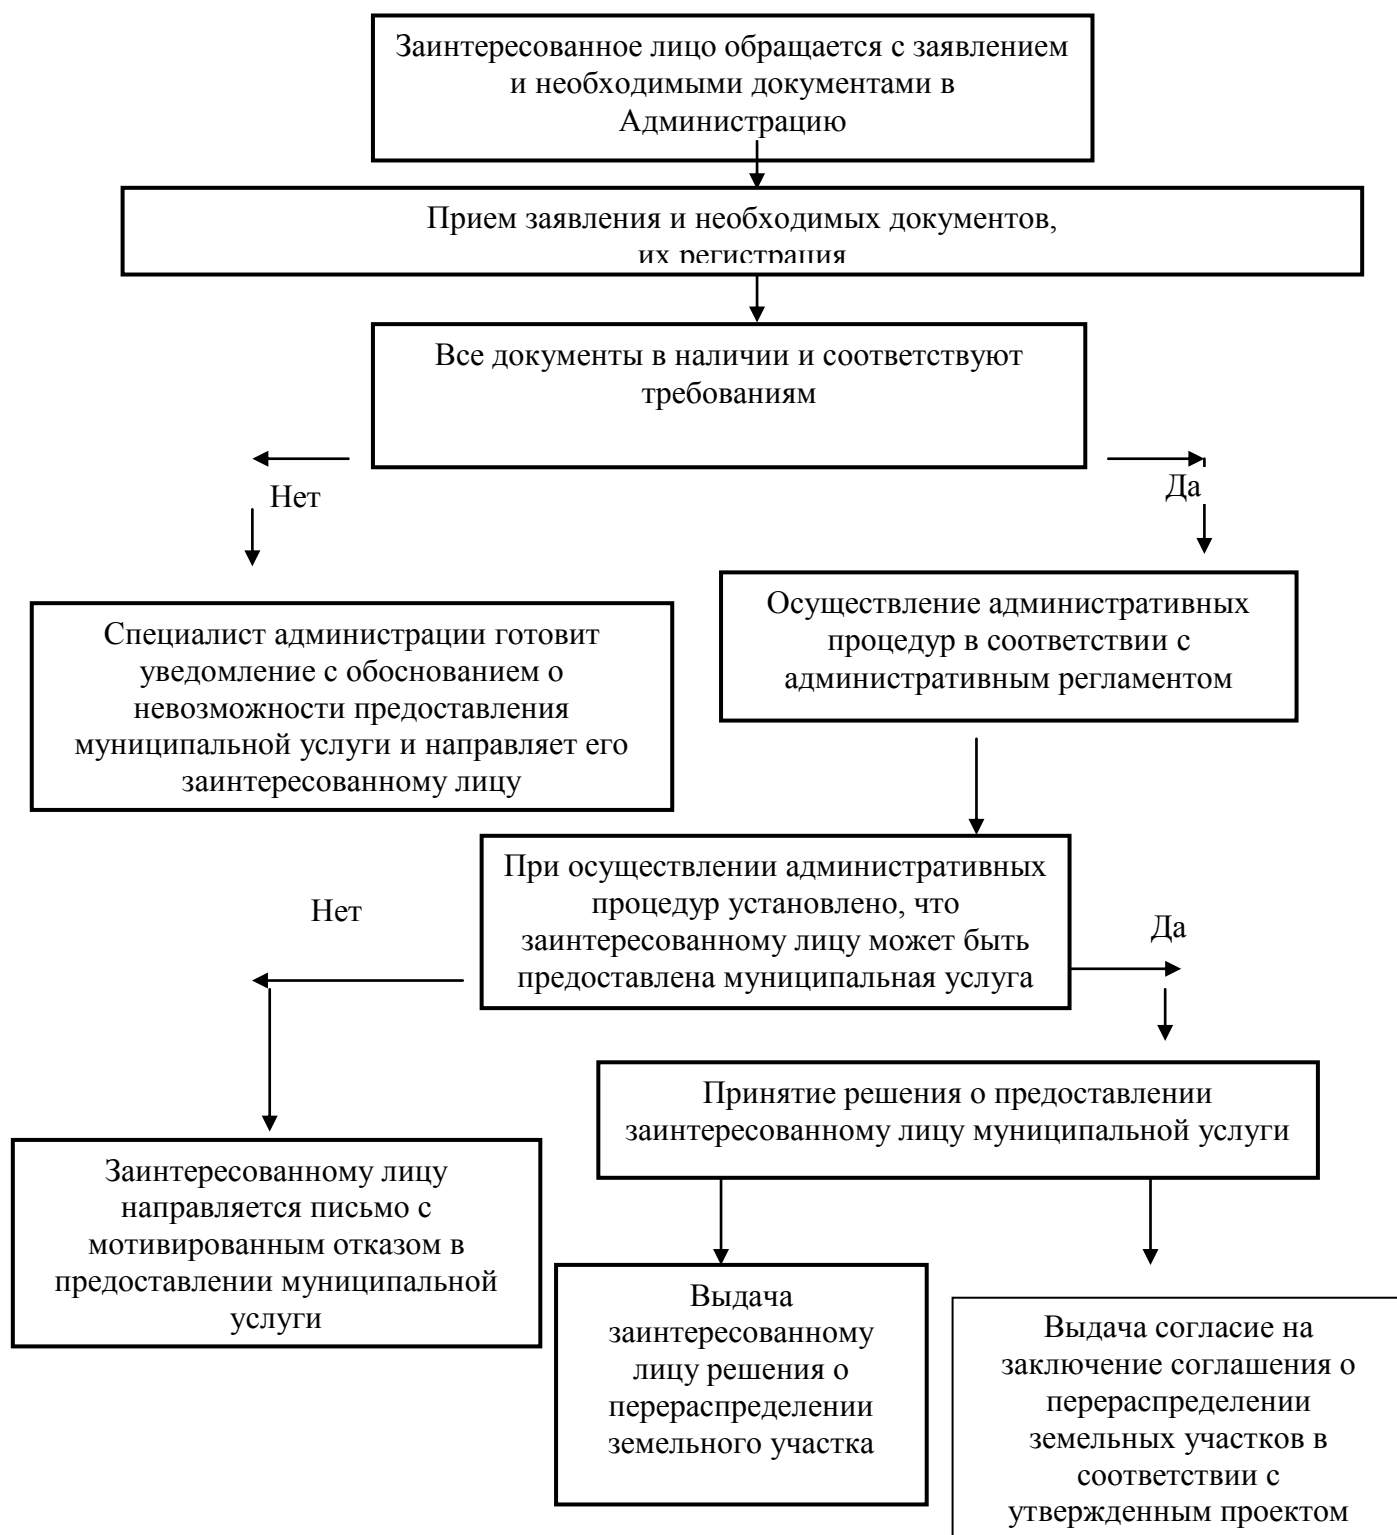 Заинтересованное лицо обращается с заявлением
и необходимыми документами в
Администрацию
Прием заявления и необходимых документов,
их регистрация
Все документы в наличии и соответствуют
требованиям
Нет
Да
Специалист администрации готовит
уведомление с обоснованием о
невозможности предоставления
муниципальной услуги и направляет его
заинтересованному лицу
Осуществление административных
процедур в соответствии с
административным регламентом
При осуществлении административных
процедур установлено, что
заинтересованному лицу может быть
предоставлена муниципальная услуга
Нет
Да
Принятие решения о предоставлении
заинтересованному лицу муниципальной услуги
Заинтересованному лицу
направляется письмо с
мотивированным отказом в
предоставлении муниципальной
услуги
Выдача
заинтересованному
лицу решения о
перераспределении
земельного участка
Выдача согласие на
заключение соглашения о
перераспределении
земельных участков в
соответствии с
утвержденным проектом